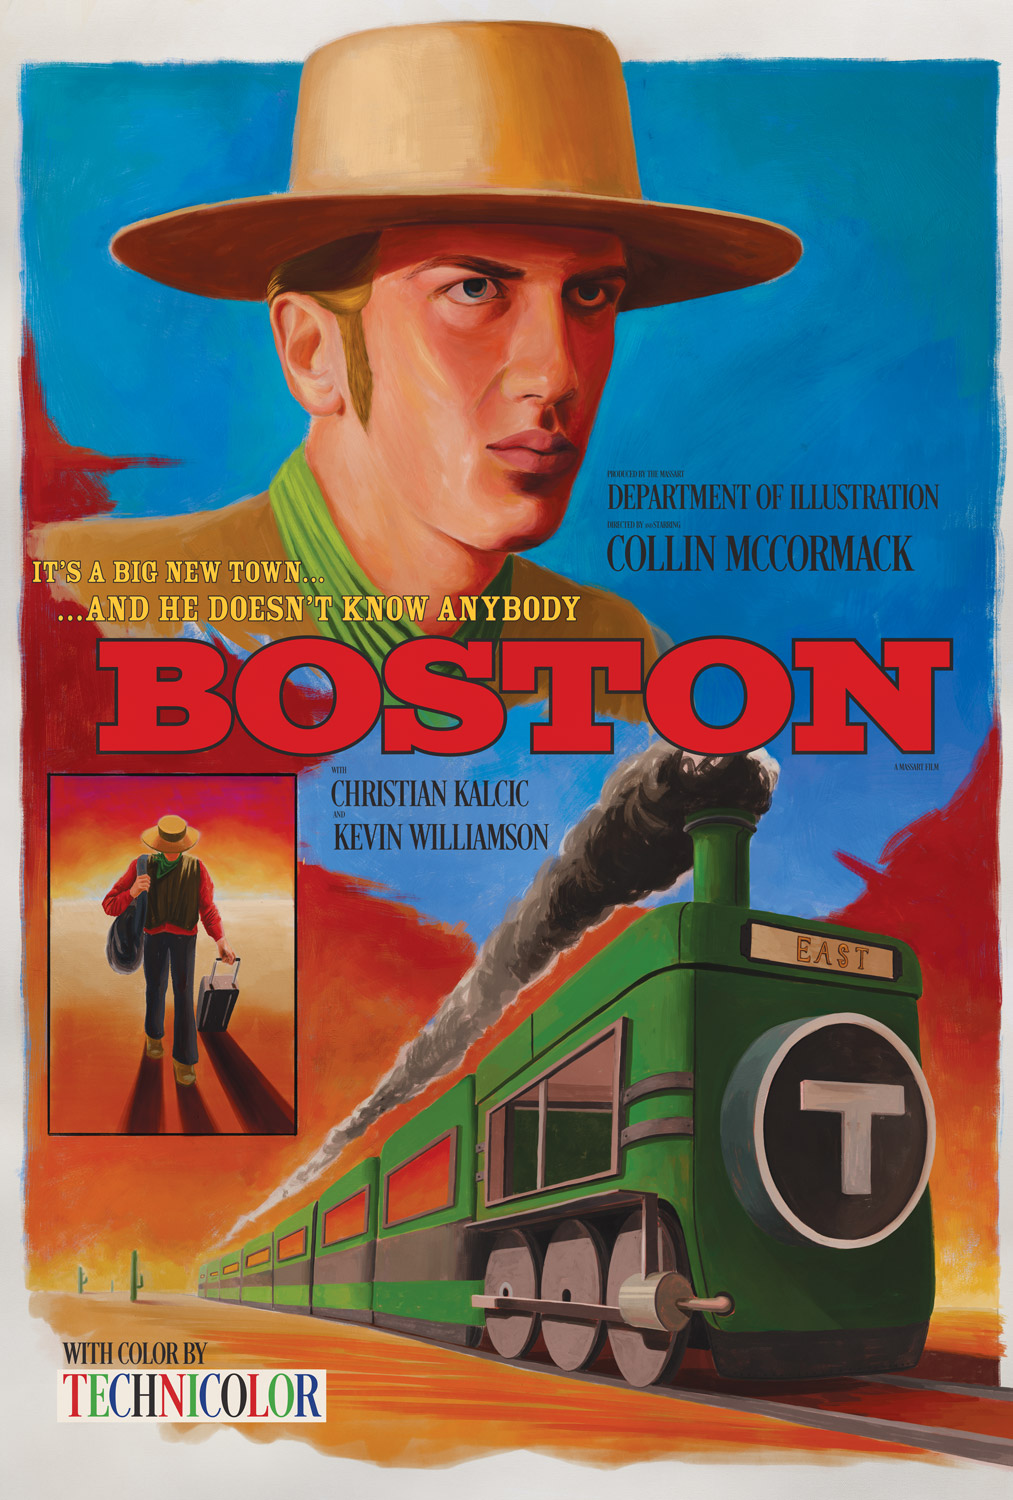 PRODUCED BY THE MASSART
DEPARTMENT OF ILLUSTRATION
DIRECTED BY and STARRING
COLLIN MCCORMACK
IT'S A BIG NEW TOWN...
...AND HE DOESN'T KNOW ANYBODY
BOSTON
A MASSART FILM
WITH
CHRISTIAN KALCIC
AND
KEVIN WILLIAMSON
EAST
T
WITH COLOR BY
TECHNICOLOR